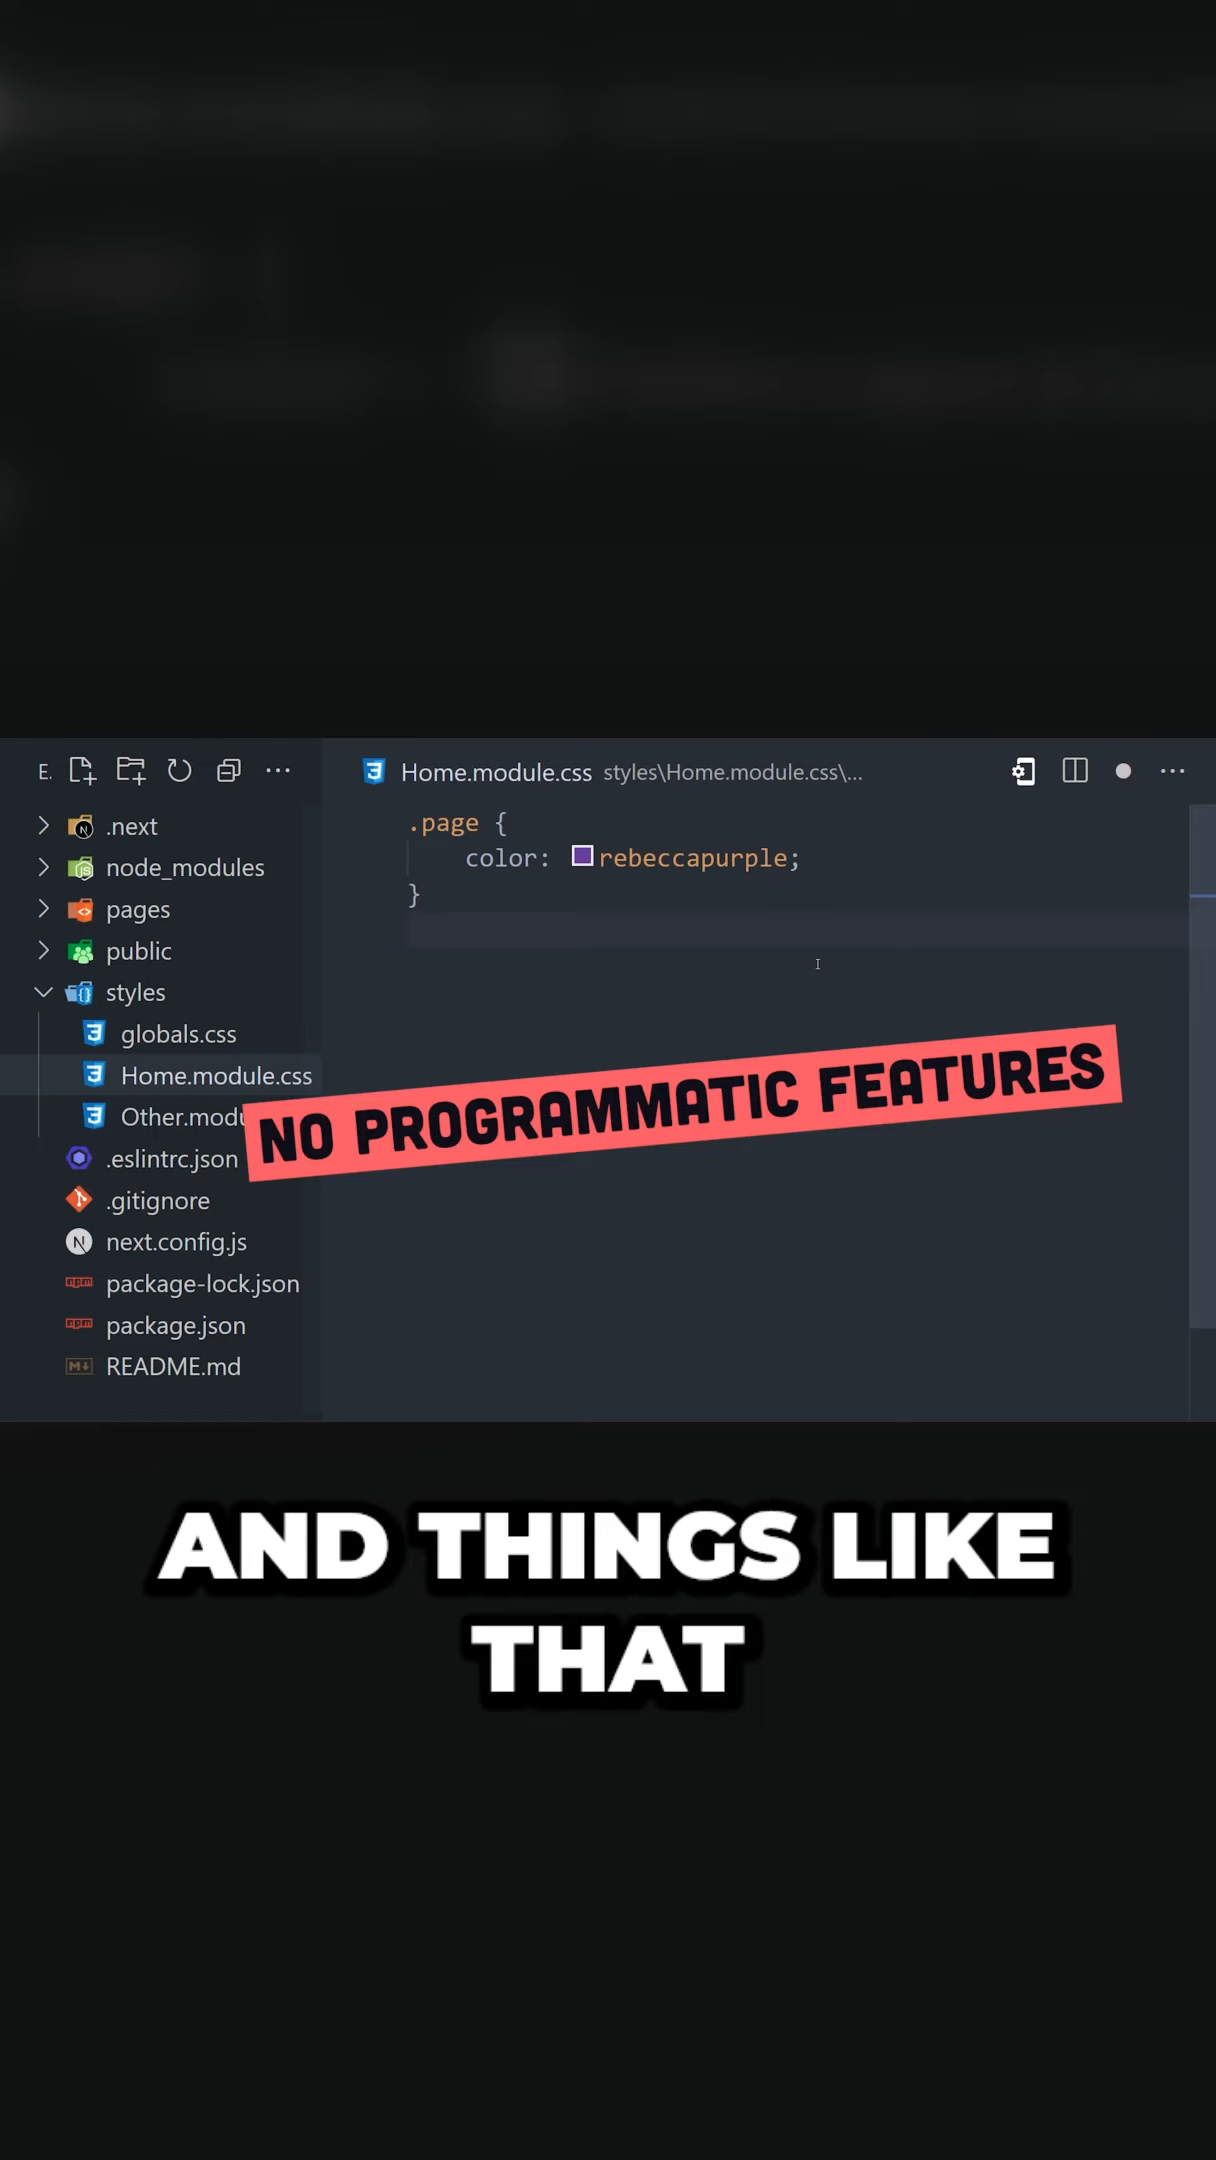 E.
Home.module.css styles\Home.module.css\...
.next
node_modules
pages
public
styles
globals.css
Home.module.css
Other.modu
.eslintrc.json
.gitignore
next.config.js
package-lock.json
package.json
README.md
.page {
color: rebeccapurple;
}
NO PROGRAMMATIC FEATURES
AND THINGS LIKE
THAT